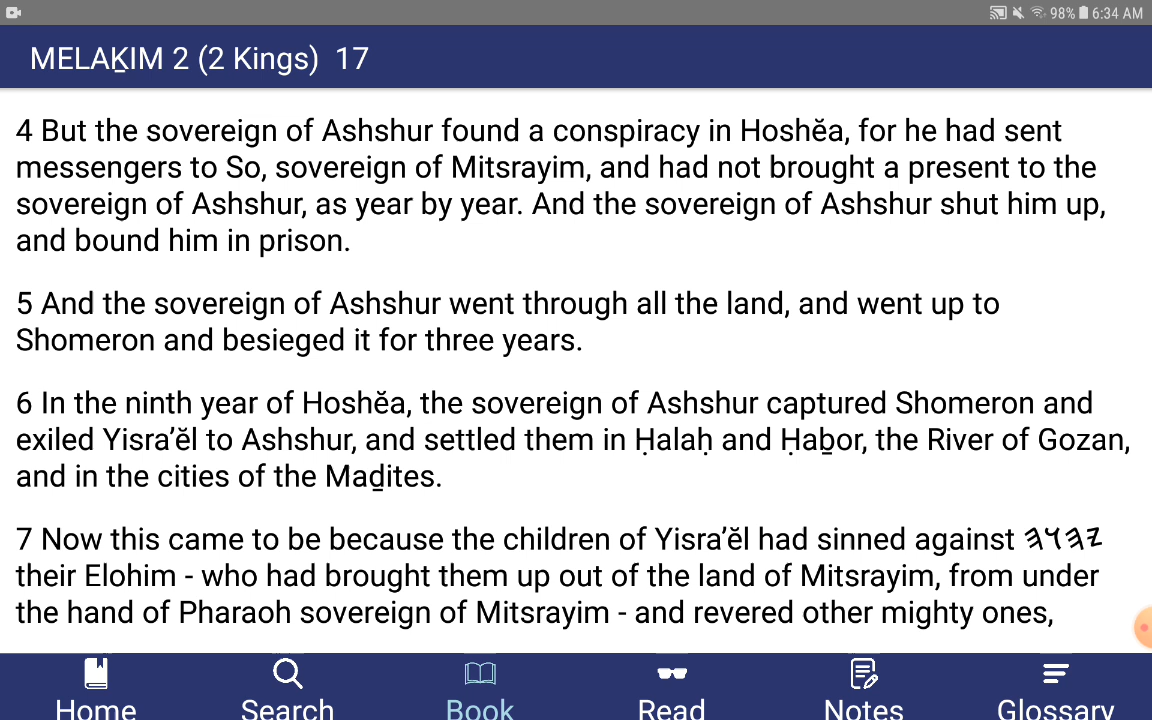 98% 6:34 AM
MELAḴIM 2 (2 Kings) 17
4 But the sovereign of Ashshur found a conspiracy in Hoshĕa, for he had sent
messengers to So, sovereign of Mitsrayim, and had not brought a present to the
sovereign of Ashshur, as year by year. And the sovereign of Ashshur shut him up,
and bound him in prison.
5 And the sovereign of Ashshur went through all the land, and went up to
Shomeron and besieged it for three years.
6 In the ninth year of Hoshĕa, the sovereign of Ashshur captured Shomeron and
exiled Yisra’ĕl to Ashshur, and settled them in Ḥalaḥ and Ḥaḇor, the River of Gozan,
and in the cities of the Maḏites.
7 Now this came to be because the children of Yisra’ĕl had sinned against 𐤉𐤄𐤅𐤄
their Elohim - who had brought them up out of the land of Mitsrayim, from under
the hand of Pharaoh sovereign of Mitsrayim - and revered other mighty ones,
Home Search Book Read Notes Glossary